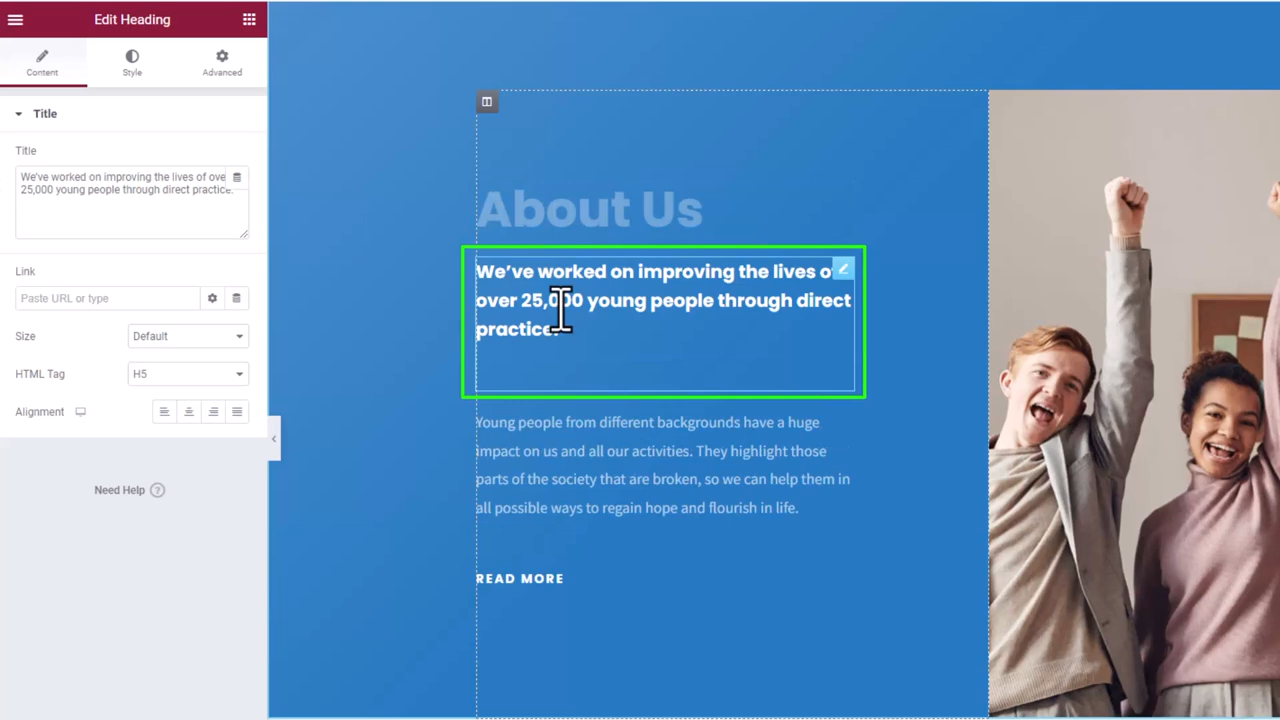 Edit Heading
Content
Style
Advanced
Title
Title
We've worked on improving the lives of ove
25,000 young people through direct practice.
Link
Paste URL or type
Size
Default
HTML Tag
H5
Alignment
Need Help ?
About Us
We've worked on improving the lives of
over 25,000 young people through direct
practice.
Young people from different backgrounds have a huge
impact on us and all our activities. They highlight those
parts of the society that are broken, so we can help them in
all possible ways to regain hope and flourish in life.
READ MORE